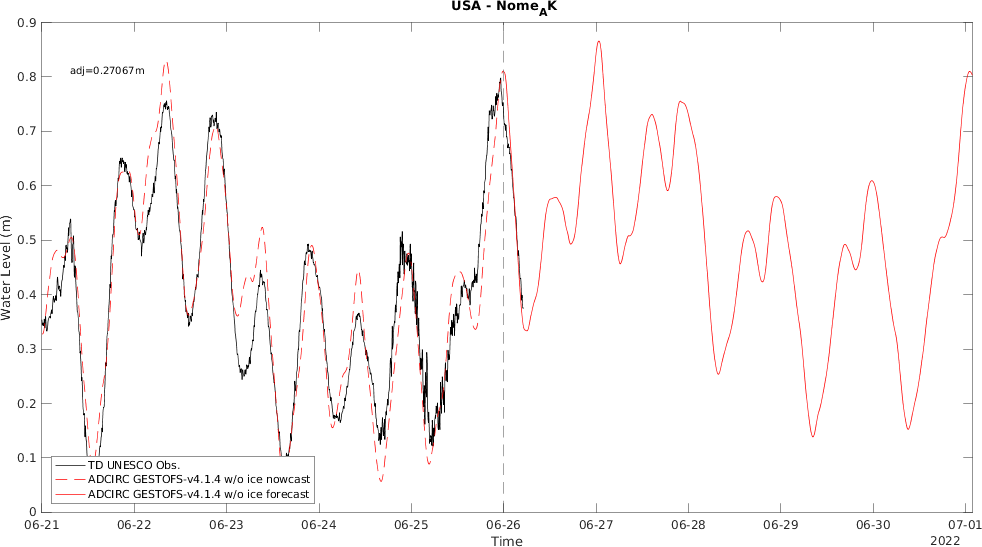 USA - Nome_AK
adj=0.27067m
Water Level (m)
0.9
0.8
0.7
0.6
0.5
0.4
0.3
0.2
0.1
0
TD UNESCO Obs.
ADCIRC GESTOFS-v4.1.4 w/o ice nowcast
ADCIRC GESTOFS-v4.1.4 w/o ice forecast
06-21 06-22 06-23 06-24 06-25 06-26 06-27 06-28 06-29 06-30 07-01
Time
2022